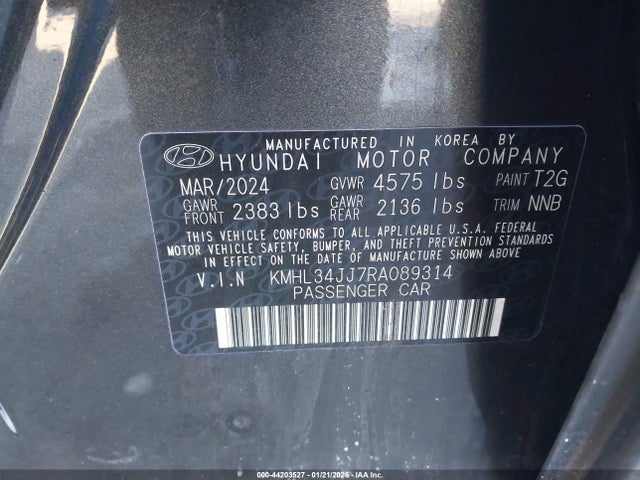 MANUFACTURED IN KOREA BY
HYUNDAI MOTOR COMPANY
MAR/2024 GVWR 4575 lbs PAINT T2G
GAWR FRONT 2383 lbs GAWR REAR 2136 lbs TRIM NNB
THIS VEHICLE CONFORMS TO ALL APPLICABLE U.S.A. FEDERAL
MOTOR VEHICLE SAFETY, BUMPER, AND THEFT PREVENTION STANDARDS
IN EFFECT ON THE DATE OF MANUFACTURE SHOWN ABOVE.
V.I.N KMHL34JJ7RA089314
PASSENGER CAR
000-44203527 - 01/21/2026 - IAAI.COM